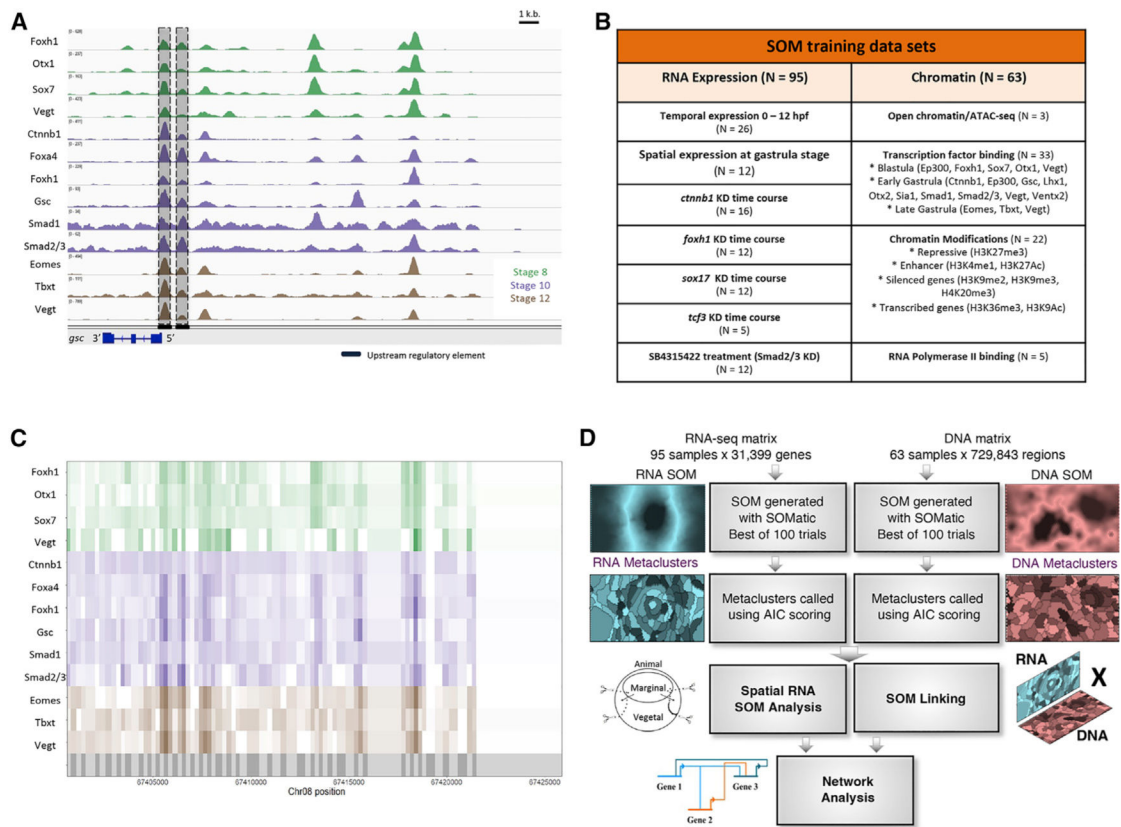 A
1 k.b.
Foxh1
Otx1
Sox7
Vegt
Ctnnb1
Foxa4
Foxh1
Gsc
Smad1
Smad2/3
Eomes
Tbxt
Vegt
Stage 8
Stage 10
Stage 12
gsc 3' 5'
Upstream regulatory element
B
SOM training data sets
RNA Expression (N = 95)
Chromatin (N = 63)
Temporal expression 0 – 12 hpf
(N = 26)
Open chromatin/ATAC-seq (N = 3)
Spatial expression at gastrula stage
(N = 12)
ctnnb1 KD time course
(N = 16)
Transcription factor binding (N = 33)
* Blastula (Ep300, Foxh1, Sox7, Otx1, Vegt)
* Early Gastrula (Ctnnb1, Ep300, Gsc, Lhx1,
Otx2, Sia1, Smad1, Smad2/3, Vegt, Ventx2)
* Late Gastrula (Eomes, Tbxt, Vegt)
foxh1 KD time course
(N = 12)
sox17 KD time course
(N = 12)
tcf3 KD time course
(N = 5)
Chromatin Modifications (N = 22)
* Repressive (H3K27me3)
* Enhancer (H3K4me1, H3K27Ac)
* Silenced genes (H3K9me2, H3K9me3,
H4K20me3)
* Transcribed genes (H3K36me3, H3K9Ac)
SB4315422 treatment (Smad2/3 KD)
(N = 12)
RNA Polymerase II binding (N = 5)
C
Foxh1
Otx1
Sox7
Vegt
Ctnnb1
Foxa4
Foxh1
Gsc
Smad1
Smad2/3
Eomes
Tbxt
Vegt
67405000 67410000 67415000 67420000 67425000
Chr08 position
D
RNA-seq matrix
95 samples x 31,399 genes
DNA matrix
63 samples x 729,843 regions
RNA SOM
DNA SOM
SOM generated
with SOMatic
Best of 100 trials
SOM generated
with SOMatic
Best of 100 trials
RNA Metaclusters
DNA Metaclusters
Metaclusters called
using AIC scoring
Metaclusters called
using AIC scoring
Animal
Marginal
Vegetal
Spatial RNA
SOM Analysis
SOM Linking
RNA
X
DNA
Gene 1
Gene 2
Gene 3
Network
Analysis